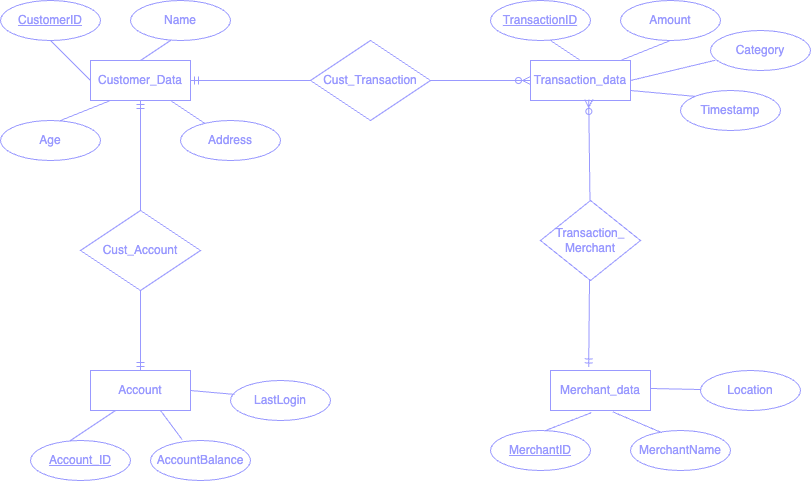 CustomerID
Name
TransactionID
Amount
Category
Customer_Data
Cust_Transaction
Transaction_data
Timestamp
Age
Address
Cust_Account
Transaction_
Merchant
Account
LastLogin
Merchant_data
Location
Account_ID
AccountBalance
MerchantID
MerchantName